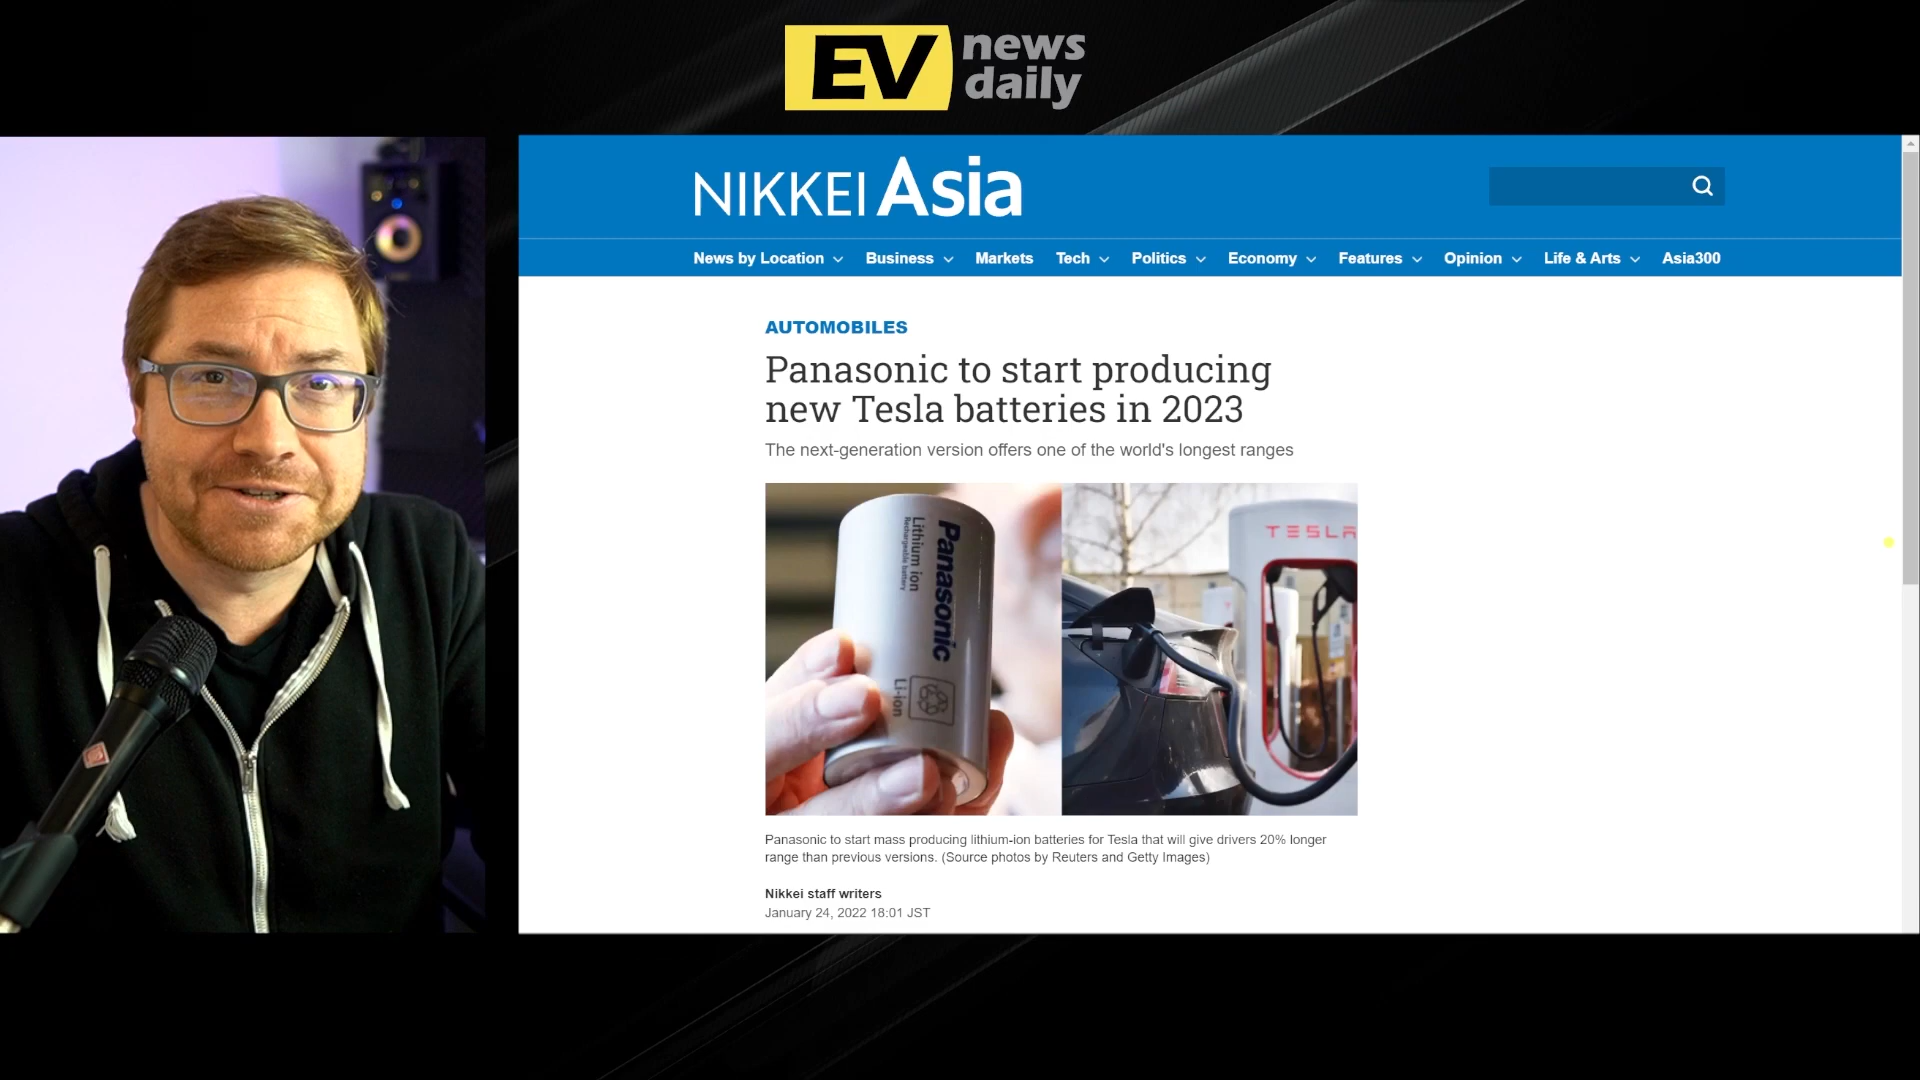 EV news
daily
NIKKEI Asia
News by Location Business Markets Tech Politics Economy Features Opinion Life & Arts Asia300
AUTOMOBILES
Panasonic to start producing
new Tesla batteries in 2023
The next-generation version offers one of the world's longest ranges
Panasonic
Lithium ion
Rechargeable battery
Li-ion
TESLA
Panasonic to start mass producing lithium-ion batteries for Tesla that will give drivers 20% longer
range than previous versions. (Source photos by Reuters and Getty Images)
Nikkei staff writers
January 24, 2022 18:01 JST